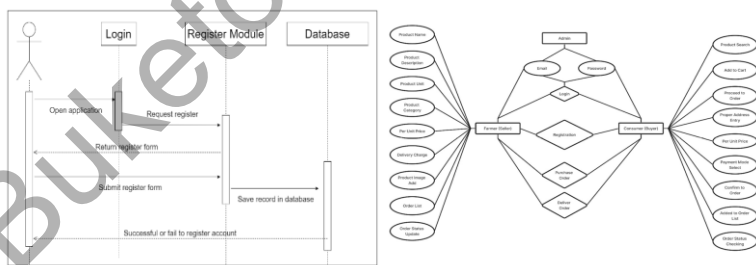 Login
Register Module
Database
Open application
Request register
Return register form
Submit register form
Save record in database
Successful or fail to register account
Product Name
Product
Description
Product Add
Product
Category
Per Unit Price
Delivery Charge
Product Image
Add
Order List
Order Status
Update
Admin
Email
Password
Login
Farmer (Seller)
Registration
Consumer (Buyer)
Purchase
Order
Deliver
Order
Product Search
Add to Cart
Proceed to
Order
Proper Address
Entry
Per Unit Price
Payment Mode
Select
Confirm to
Order
Added to Order
List
Order Status
Checking
Buketo